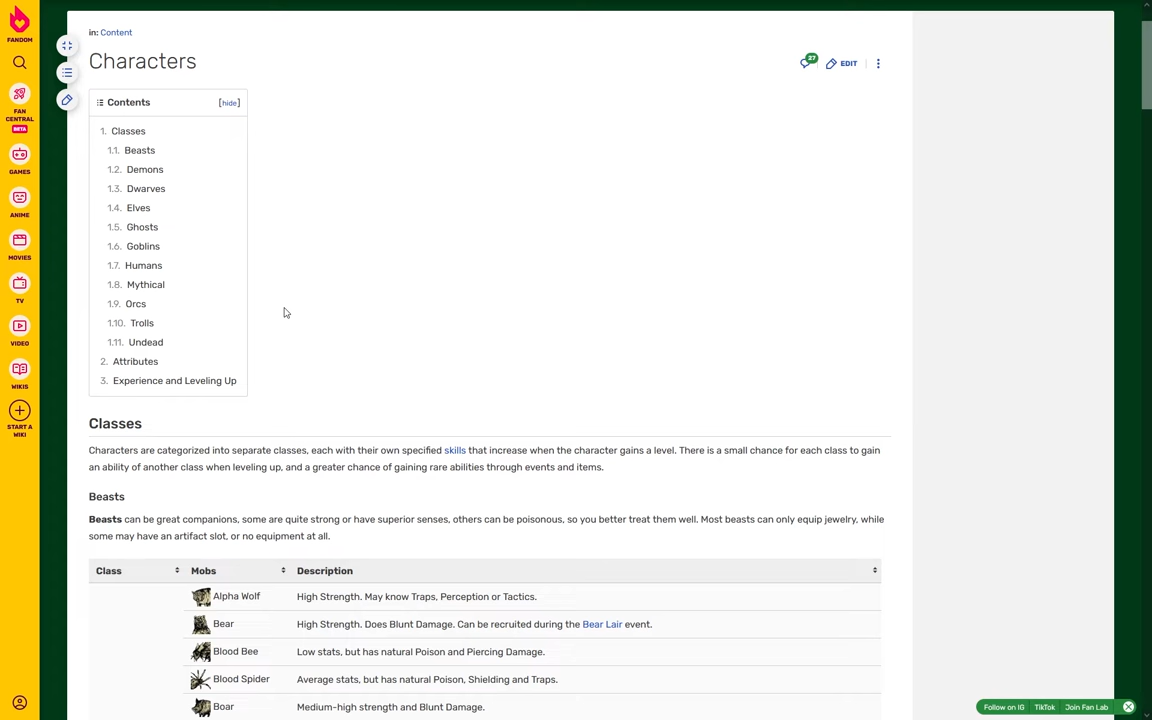 FANDOM
FAN CENTRAL
BETA
GAMES
ANIME
MOVIES
TV
VIDEO
WIKIS
START A WIKI
in: Content
Characters
27
EDIT
Contents [hide]
1. Classes
1.1. Beasts
1.2. Demons
1.3. Dwarves
1.4. Elves
1.5. Ghosts
1.6. Goblins
1.7. Humans
1.8. Mythical
1.9. Orcs
1.10. Trolls
1.11. Undead
2. Attributes
3. Experience and Leveling Up
Classes
Characters are categorized into separate classes, each with their own specified skills that increase when the character gains a level. There is a small chance for each class to gain
an ability of another class when leveling up, and a greater chance of gaining rare abilities through events and items.
Beasts
Beasts can be great companions, some are quite strong or have superior senses, others can be poisonous, so you better treat them well. Most beasts can only equip jewelry, while
some may have an artifact slot, or no equipment at all.
Class Mobs Description
Alpha Wolf High Strength. May know Traps, Perception or Tactics.
Bear High Strength. Does Blunt Damage. Can be recruited during the Bear Lair event.
Blood Bee Low stats, but has natural Poison and Piercing Damage.
Blood Spider Average stats, but has natural Poison, Shielding and Traps.
Boar Medium-high strength and Blunt Damage.
Follow on IG TikTok Join Fan Lab